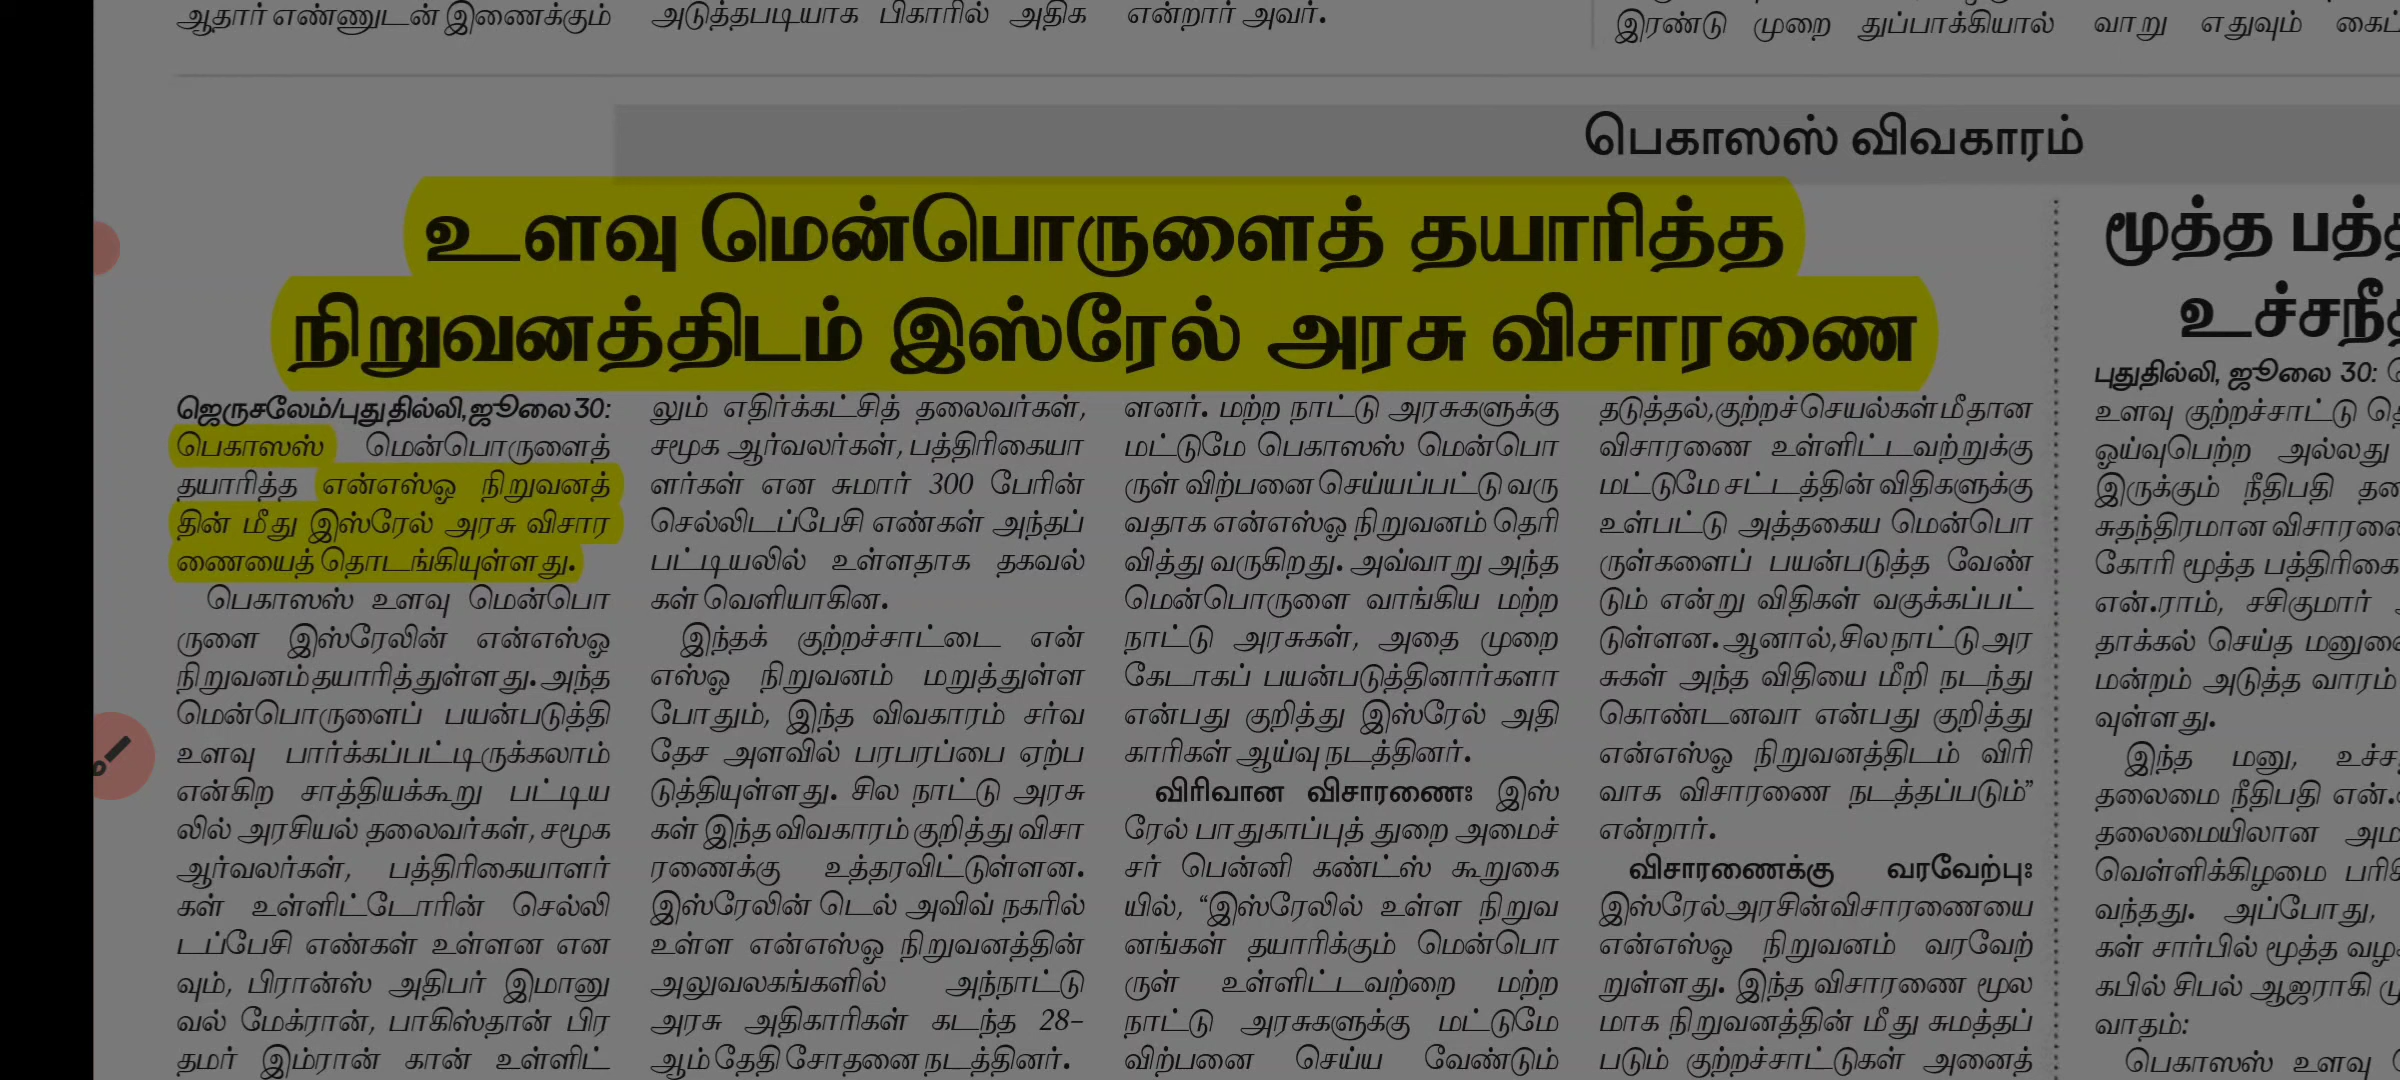 ஆதார் எண்ணுடன் இணைக்கும்
அடுத்தபடியாக பிகாரில் அதிக
என்றார் அவர்.
இரண்டு முறை துப்பாக்கியால்
வாறு எதுவும்
பெகாஸஸ் விவகாரம்
உளவு மென்பொருளைத் தயாரித்த
நிறுவனத்திடம் இஸ்ரேல் அரசு விசாரணை
ஜெருசலேம்/புதுதில்லி,ஜூலை 30:
பெகாஸஸ் மென்பொருளைத்
தயாரித்த என்எஸ்ஓ நிறுவனத்
தின் மீது இஸ்ரேல் அரசு விசார
ணையைத் தொடங்கியுள்ளது.
பெகாஸஸ் உளவு மென்பொ
ருளை இஸ்ரேலின் என்எஸ்ஓ
நிறுவனம் தயாரித்துள்ளது. அந்த
மென்பொருளைப் பயன்படுத்தி
உளவு பார்க்கப்பட்டிருக்கலாம்
என்கிற சாத்தியக்கூறு பட்டிய
லில் அரசியல் தலைவர்கள், சமூக
ஆர்வலர்கள், பத்திரிகையாளர்
கள் உள்ளிட்டோரின் செல்லி
டப்பேசி எண்கள் உள்ளன என
வும், பிரான்ஸ் அதிபர் இமானு
வல் மேக்ரான், பாகிஸ்தான் பிர
தமர் இம்ரான் கான் உள்ளிட்
லும் எதிர்க்கட்சித் தலைவர்கள்,
சமூக ஆர்வலர்கள், பத்திரிகையா
ளர்கள் என சுமார் 300 பேரின்
செல்லிடப்பேசி எண்கள் அந்தப்
பட்டியலில் உள்ளதாக தகவல்
கள் வெளியாகின.
இந்தக் குற்றச்சாட்டை என்
எஸ்ஓ நிறுவனம் மறுத்துள்ள
போதும், இந்த விவகாரம் சர்வ
தேச அளவில் பரபரப்பை ஏற்ப
டுத்தியுள்ளது. சில நாட்டு அரசு
கள் இந்த விவகாரம் குறித்து விசா
ரணைக்கு உத்தரவிட்டுள்ளன.
இஸ்ரேலின் டெல் அவிவ் நகரில்
உள்ள என்எஸ்ஓ நிறுவனத்தின்
அலுவலகங்களில் அந்நாட்டு
அரசு அதிகாரிகள் கடந்த 28-
ஆம் தேதி சோதனை நடத்தினர்.
ளனர். மற்ற நாட்டு அரசுகளுக்கு
மட்டுமே பெகாஸஸ் மென்பொ
ருள் விற்பனை செய்யப்பட்டு வரு
வதாக என்எஸ்ஓ நிறுவனம் தெரி
வித்து வருகிறது. அவ்வாறு அந்த
மென்பொருளை வாங்கிய மற்ற
நாட்டு அரசுகள், அதை முறை
கேடாகப் பயன்படுத்தினார்களா
என்பது குறித்து இஸ்ரேல் அதி
காரிகள் ஆய்வு நடத்தினர்.
விரிவான விசாரணை: இஸ்
ரேல் பாதுகாப்புத் துறை அமைச்
சர் பென்னி கண்ட்ஸ் கூறுகை
யில், “இஸ்ரேலில் உள்ள நிறுவ
னங்கள் தயாரிக்கும் மென்பொ
ருள் உள்ளிட்டவற்றை மற்ற
நாட்டு அரசுகளுக்கு மட்டுமே
விற்பனை செய்ய வேண்டும்
தடுத்தல்,குற்றச்செயல்கள் மீதான
விசாரணை உள்ளிட்டவற்றுக்கு
மட்டுமே சட்டத்தின் விதிகளுக்கு
உள்பட்டு அத்தகைய மென்பொ
ருள்களைப் பயன்படுத்த வேண்
டும் என்று விதிகள் வகுக்கப்பட்
டுள்ளன. ஆனால், சில நாட்டு அர
சுகள் அந்த விதியை மீறி நடந்து
கொண்டனவா என்பது குறித்து
என்எஸ்ஓ நிறுவனத்திடம் விரி
வாக விசாரணை நடத்தப்படும்”
என்றார்.
விசாரணைக்கு வரவேற்பு:
இஸ்ரேல் அரசின் விசாரணையை
என்எஸ்ஓ நிறுவனம் வரவேற்
றுள்ளது. இந்த விசாரணை மூல
மாக நிறுவனத்தின் மீது சுமத்தப்
படும் குற்றச்சாட்டுகள் அனைத்
மூத்த
புதுதில்லி, ஜூலை 30:
உளவு குற்றச்சாட்டு
ஓய்வுபெற்ற அல்லது
இருக்கும் நீதிபதி
சுதந்திரமான
கோரி மூத்த
என்.ராம், சசிகுமார்
தாக்கல் செய்த
மன்றம் அடுத்த வாரம்
வுள்ளது.
இந்த மனு,
தலைமை நீதிபதி
தலைமையிலான
வெள்ளிக்கிழமை
வந்தது. அப்போது,
கள் சார்பில் மூத்த
கபில் சிபல் ஆஜராகி
வாதம்:
பெகாஸஸ் உளவு